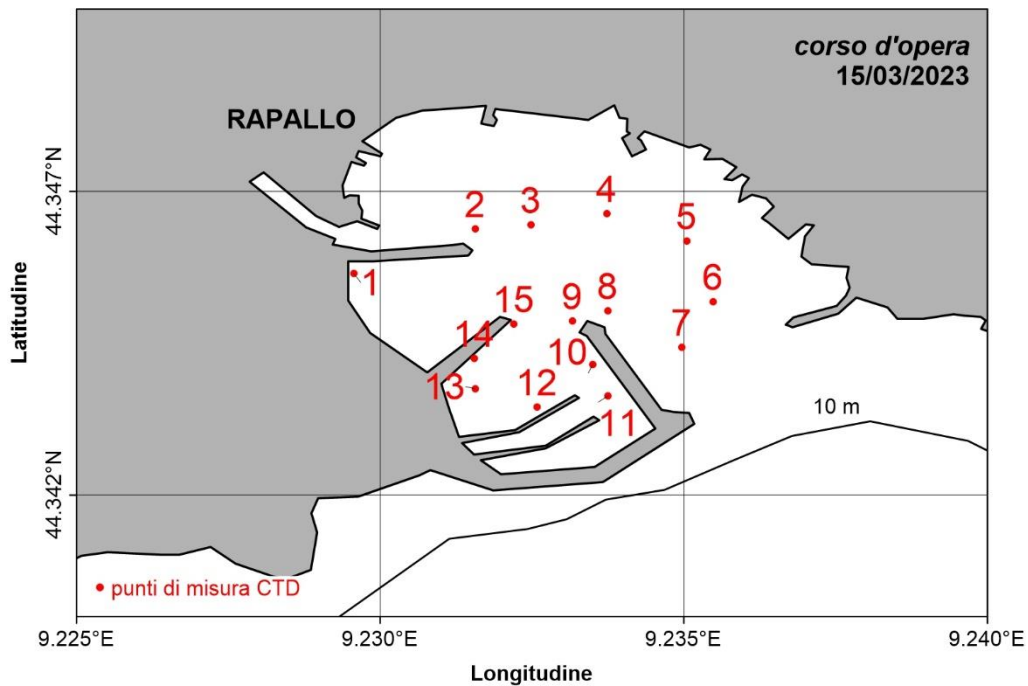 corso d'opera
15/03/2023
RAPALLO
44.347°N
Latitudine
44.342°N
4
2
3
5
1
6
15
9
8
14
7
10
13
12
11
10 m
punti di misura CTD
9.225°E
9.230°E
9.235°E
9.240°E
Longitudine